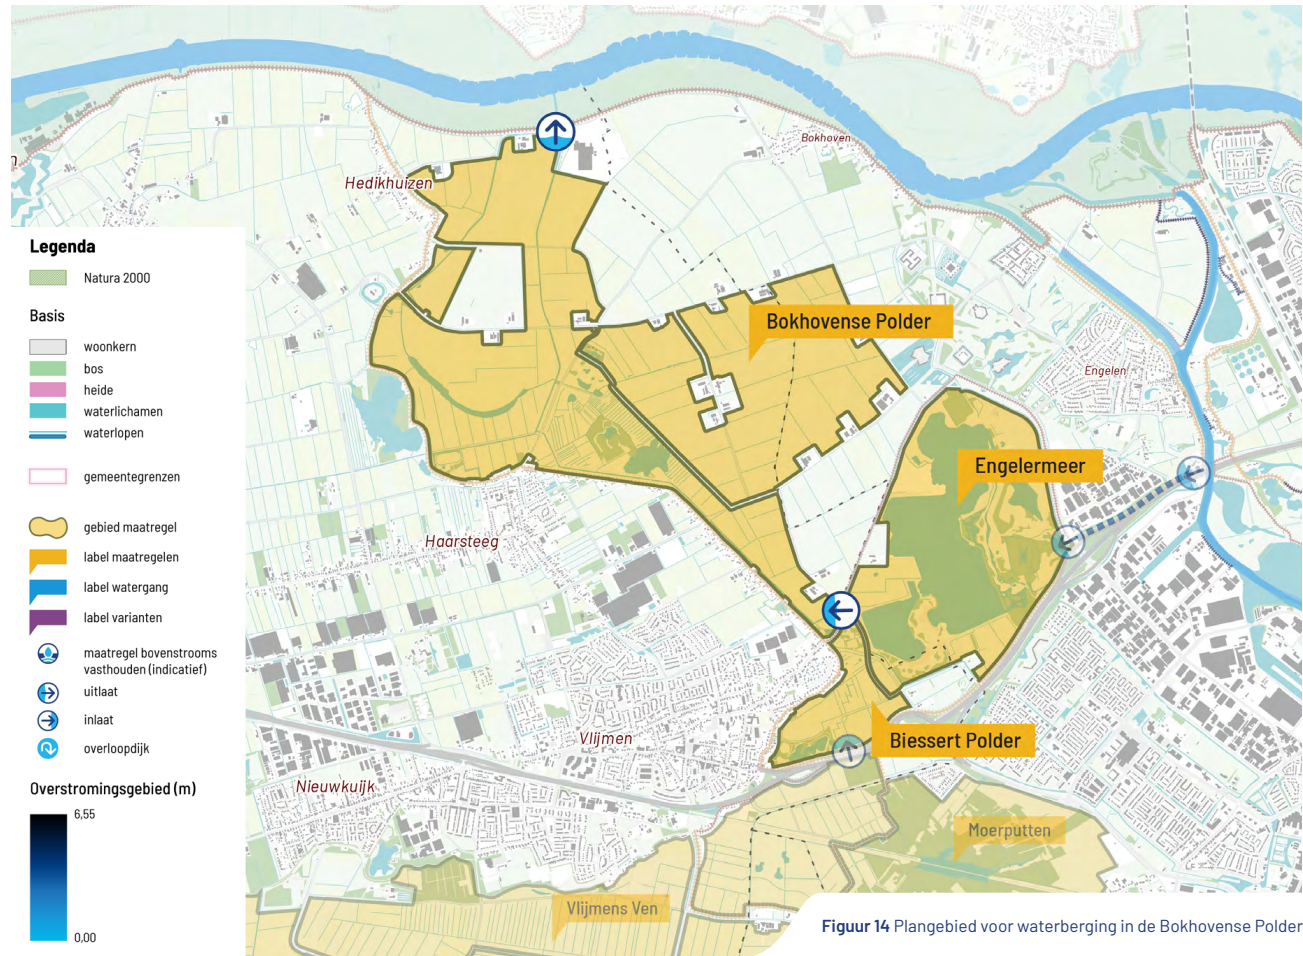 Bokhoven
Hedikhuizen
Legenda
Natura 2000
Basis
woonkern
bos
heide
waterlichamen
waterlopen
gemeentegrenzen
gebied maatregel
label maatregelen
label watergang
label varianten
maatregel bovenstrooms
vasthouden (indicatief)
uitlaat
inlaat
overloopdijk
Overstromingsgebied (m)
6,55
0,00
Bokhovense Polder
Engelen
Engelermeer
Haarsteeg
Vlijmen
Biessert Polder
Nieuwkuijk
Moerputten
Vlijmens Ven
Figuur 14 Plangebied voor waterberging in de Bokhovense Polder